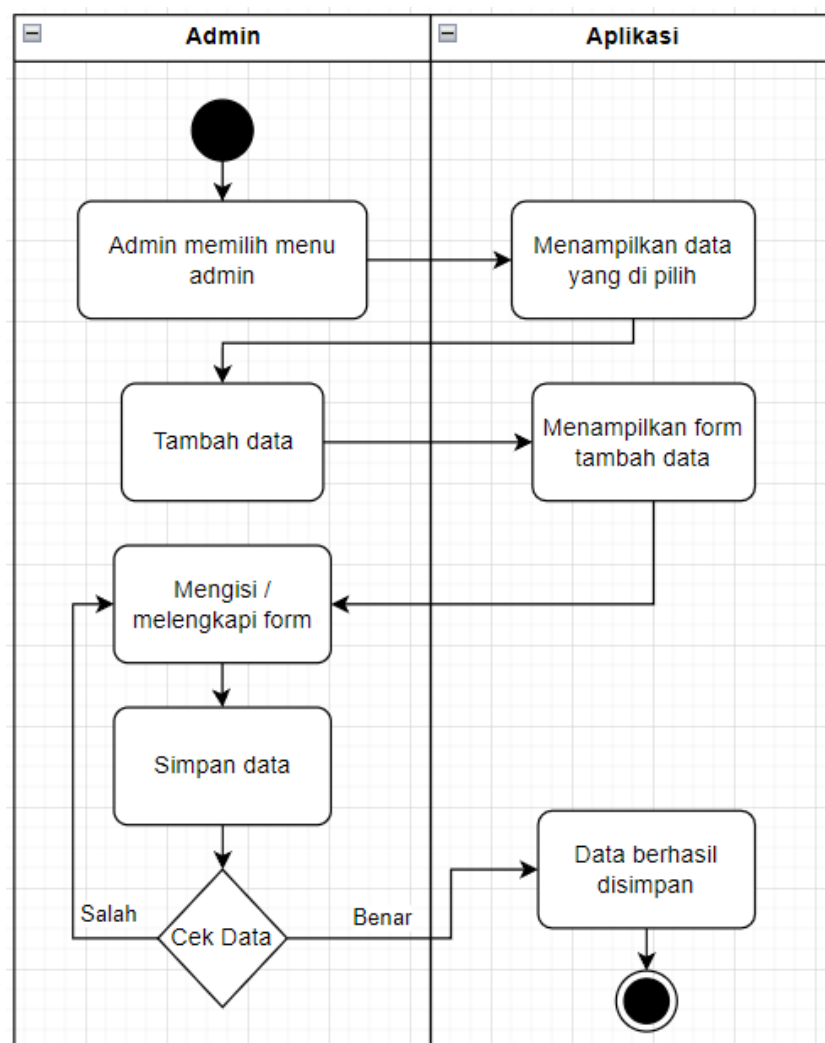 Admin
Aplikasi
Admin memilih menu
admin
Menampilkan data
yang di pilih
Tambah data
Menampilkan form
tambah data
Mengisi /
melengkapi form
Simpan data
Data berhasil
disimpan
Salah
Cek Data
Benar